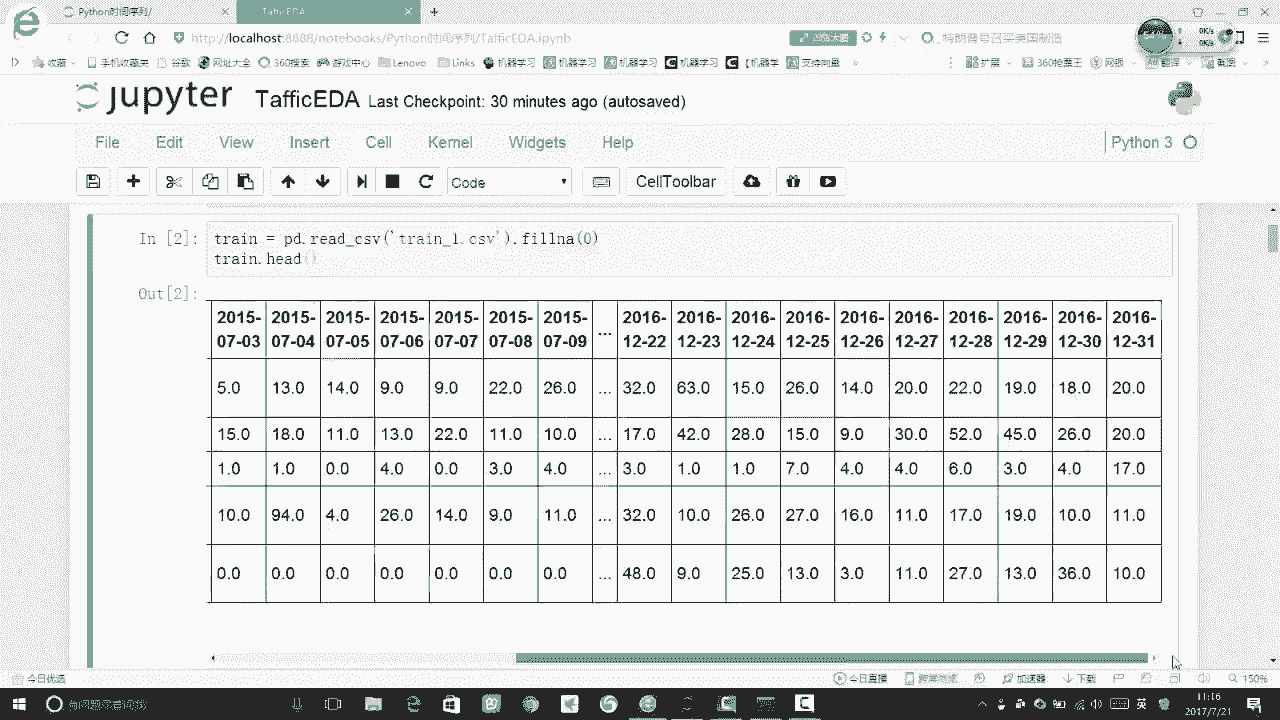 Python时间序列/
TafficEDA
http://localhost:8888/notebooks/Python时间序列/TafficEDA.ipynb
特朗普号召买美国制造
0K/s
0K/s
收藏 手机收藏夹 谷歌 网址大全 360搜索 游戏中心 Lenovo Links 机器学习 机器学习 机器学习 机器学习 【机器学 支持向量 » 扩展 360抢票王 网银 翻译 截图 »
jupyter TafficEDA Last Checkpoint: 30 minutes ago (autosaved)
File Edit View Insert Cell Kernel Widgets Help Python 3
Code CellToolbar
In [2]: train = pd.read_csv('train_1.csv').fillna(0)
train.head()
Out[2]:
2015-07-03 2015-07-04 2015-07-05 2015-07-06 2015-07-07 2015-07-08 2015-07-09 ... 2016-12-22 2016-12-23 2016-12-24 2016-12-25 2016-12-26 2016-12-27 2016-12-28 2016-12-29 2016-12-30 2016-12-31
5.0 13.0 14.0 9.0 9.0 22.0 26.0 ... 32.0 63.0 15.0 26.0 14.0 20.0 22.0 19.0 18.0 20.0
15.0 18.0 11.0 13.0 22.0 11.0 10.0 ... 17.0 42.0 28.0 15.0 9.0 30.0 52.0 45.0 26.0 20.0
1.0 1.0 0.0 4.0 0.0 3.0 4.0 ... 3.0 1.0 1.0 7.0 4.0 4.0 6.0 3.0 4.0 17.0
10.0 94.0 4.0 26.0 14.0 9.0 11.0 ... 32.0 10.0 26.0 27.0 16.0 11.0 17.0 19.0 10.0 11.0
0.0 0.0 0.0 0.0 0.0 0.0 0.0 ... 48.0 9.0 25.0 13.0 3.0 11.0 27.0 13.0 36.0 10.0
今日优选 今日直播 加速器 下载 150%
英 11:16
2017/7/21